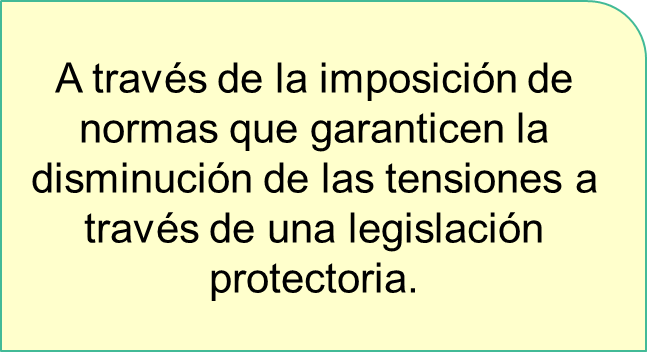 A través de la imposición de
normas que garanticen la
disminución de las tensiones a
través de una legislación
protectoria.